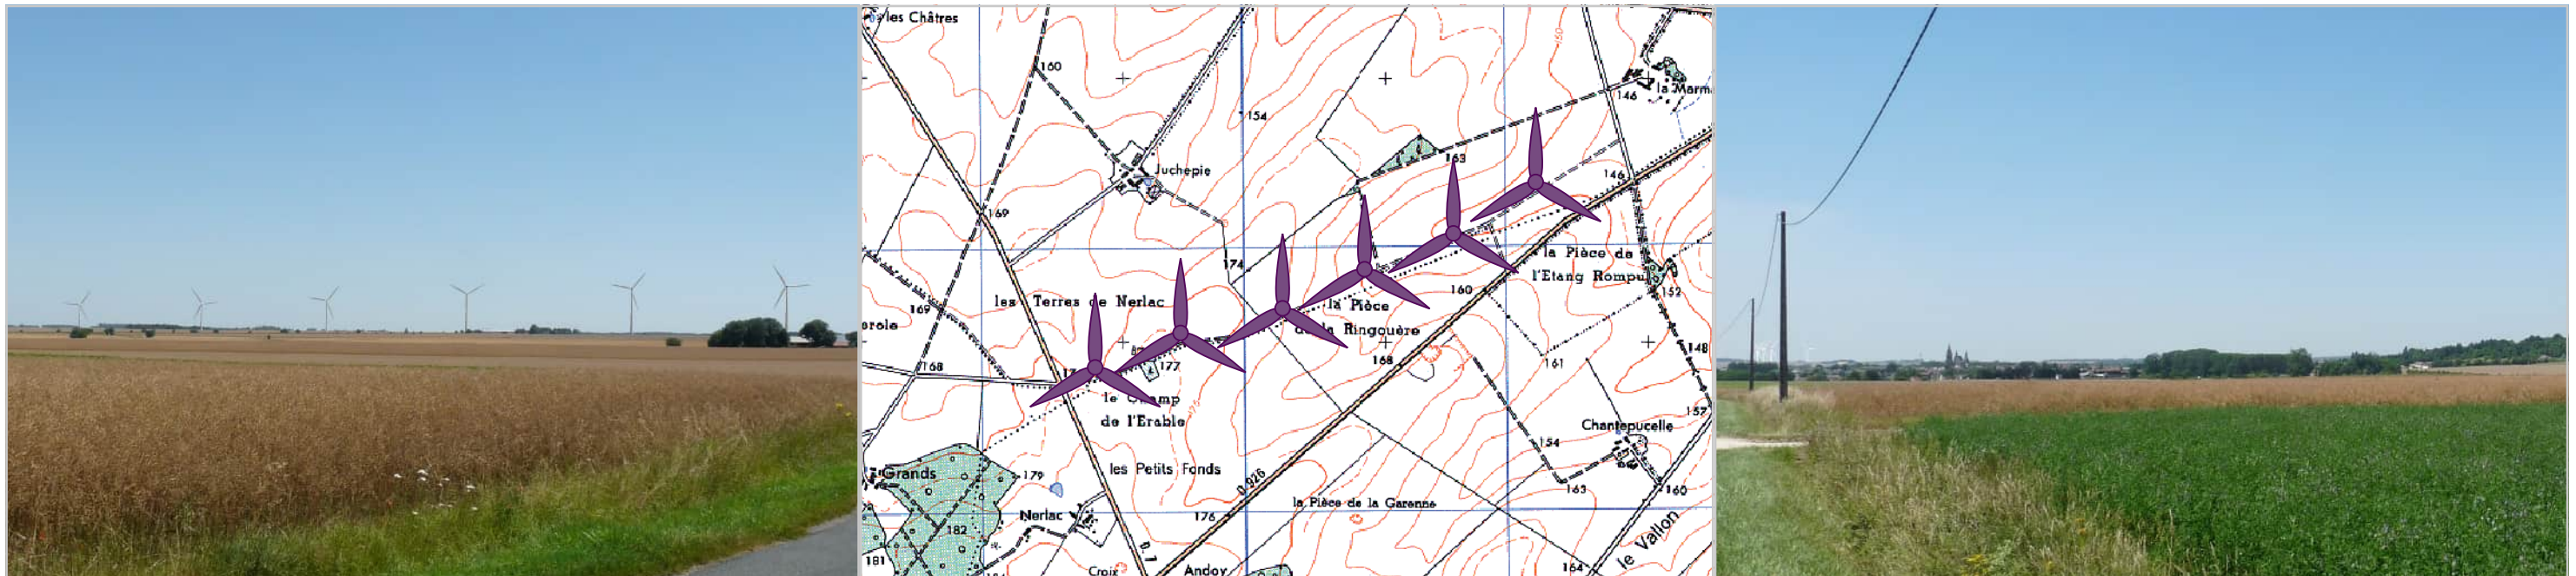 les Châtres
160
154
146
la Marm
163
Juchepie
146
169
la Pièce de
l'Etang Rompu
174
152
160
les Terres de Nerlac
la Pièce
de la Ringouère
169
erole
148
168
161
168
177
le Champ
de l'Erable
157
Chantepucelle
154
les Petits Fonds
Grands
179
D.926
163
160
la Pièce de la Garenne
Nerlac
176
182
le Vallon
D.7
181
164
Croix
Andoy